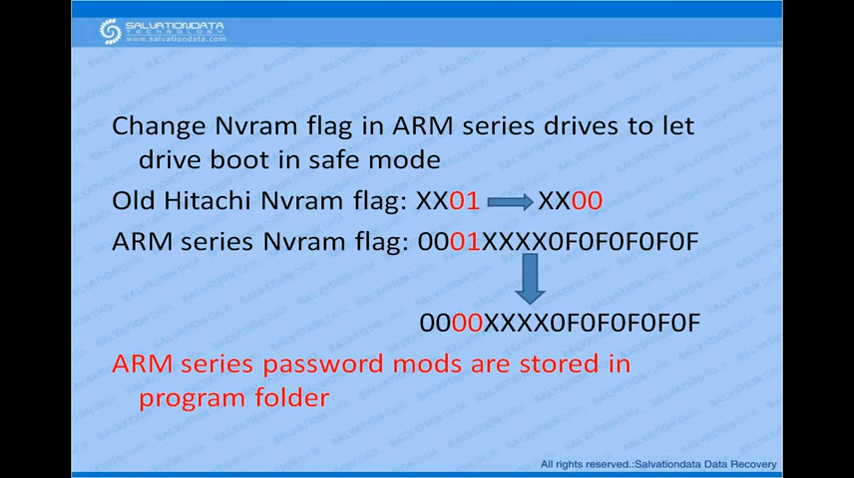 SALVATIONDATA
TECHNOLOGY
www.salvationdata.com
Change Nvram flag in ARM series drives to let
drive boot in safe mode
Old Hitachi Nvram flag: XX01 XX00
ARM series Nvram flag: 0001XXXX0F0F0F0F0F
0000XXXX0F0F0F0F0F
ARM series password mods are stored in
program folder
All rights reserved.:Salvationdata Data Recovery